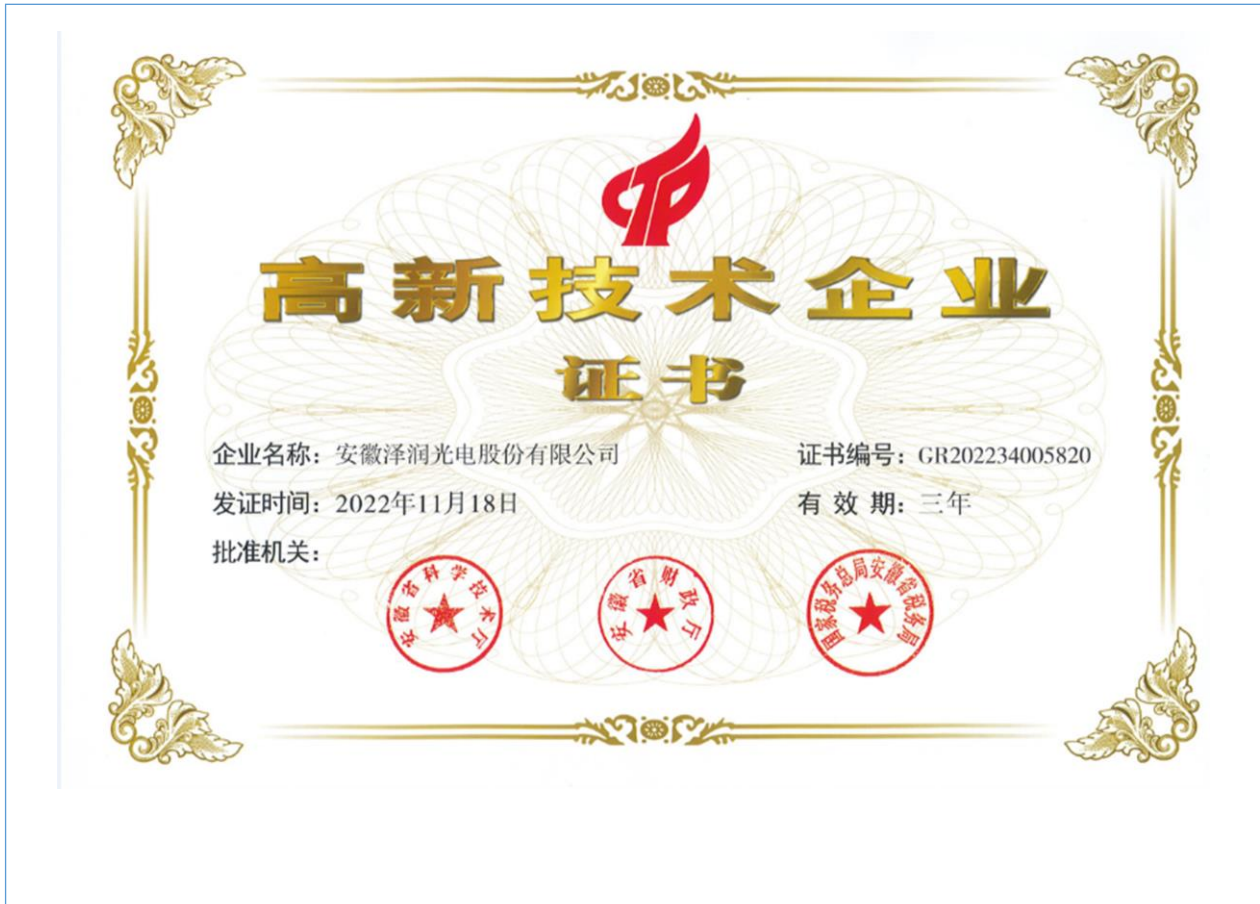 高新技术企业
证书
企业名称：安徽泽润光电股份有限公司
证书编号：GR202234005820
发证时间：2022年11月18日
有 效 期：三年
批准机关：
安徽省科学技术厅
安徽省财政厅
国家税务总局安徽省税务局